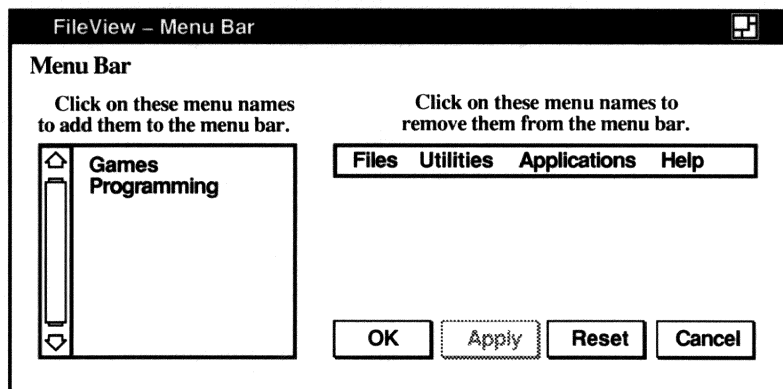 FileView – Menu Bar
Menu Bar
Click on these menu names
to add them to the menu bar.
Games
Programming
Click on these menu names to
remove them from the menu bar.
Files Utilities Applications Help
OK Apply Reset Cancel